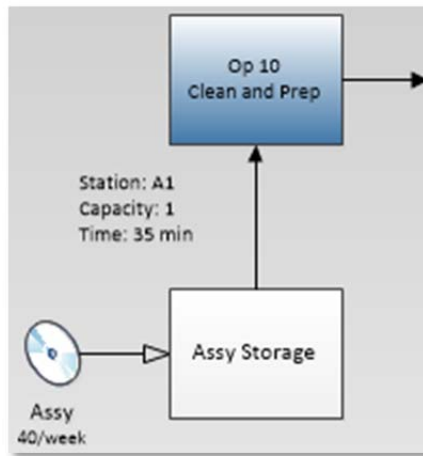 Op 10
Clean and Prep
Station: A1
Capacity: 1
Time: 35 min
Assy Storage
Assy
40/week